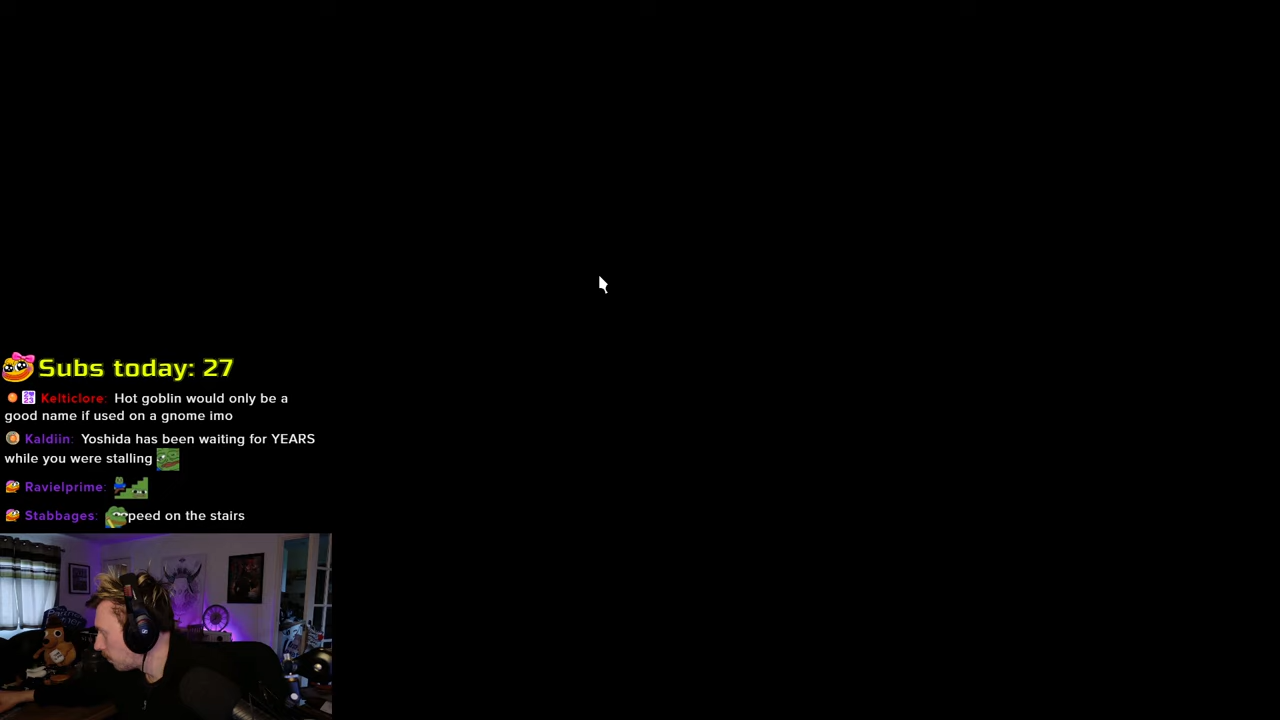 Subs today: 27
Kelticlore: Hot goblin would only be a
good name if used on a gnome imo
Kaldiin: Yoshida has been waiting for YEARS
while you were stalling
Ravielprime:
Stabbages: peed on the stairs